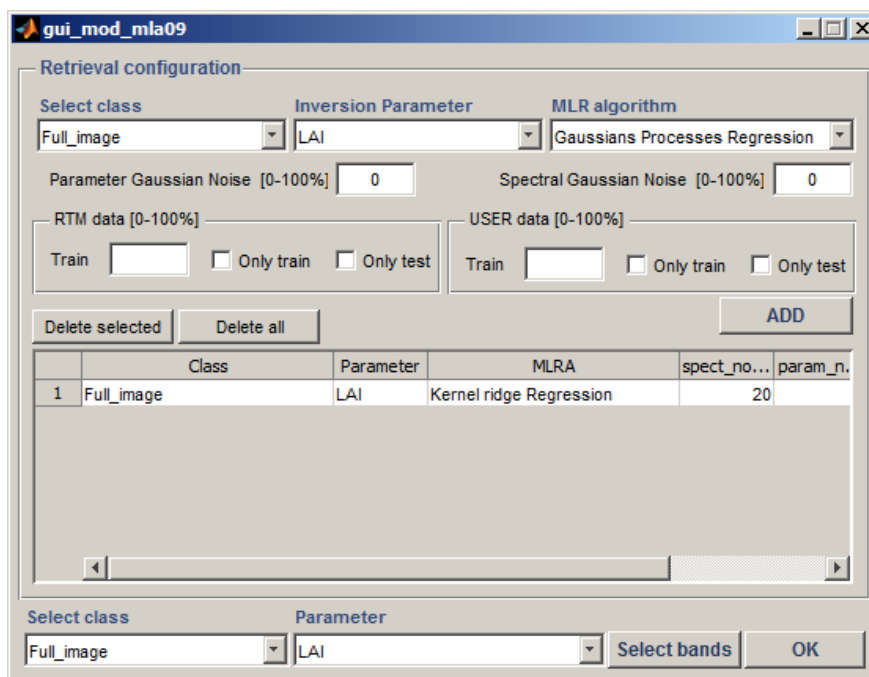 gui_mod_mla09
Retrieval configuration
Select class Inversion Parameter MLR algorithm
Full_image LAI Gaussians Processes Regression
Parameter Gaussian Noise [0-100%] 0 Spectral Gaussian Noise [0-100%] 0
RTM data [0-100%] USER data [0-100%]
Train Only train Only test Train Only train Only test
ADD
Delete selected Delete all
Class Parameter MLRA spect_no... param_n.
1 Full_image LAI Kernel ridge Regression 20
Select class Parameter
Full_image LAI Select bands OK